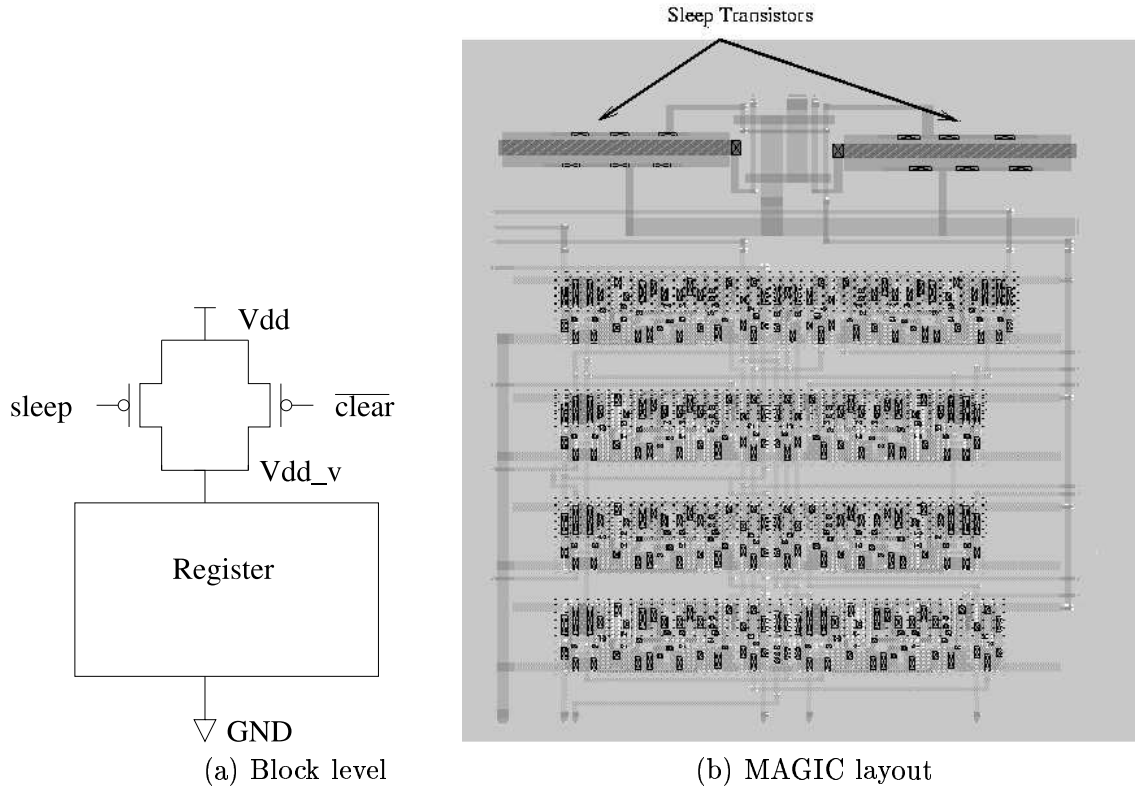 Sleep Transistors
Vdd
sleep
clear
Vdd_v
Register
GND
(a) Block level
(b) MAGIC layout